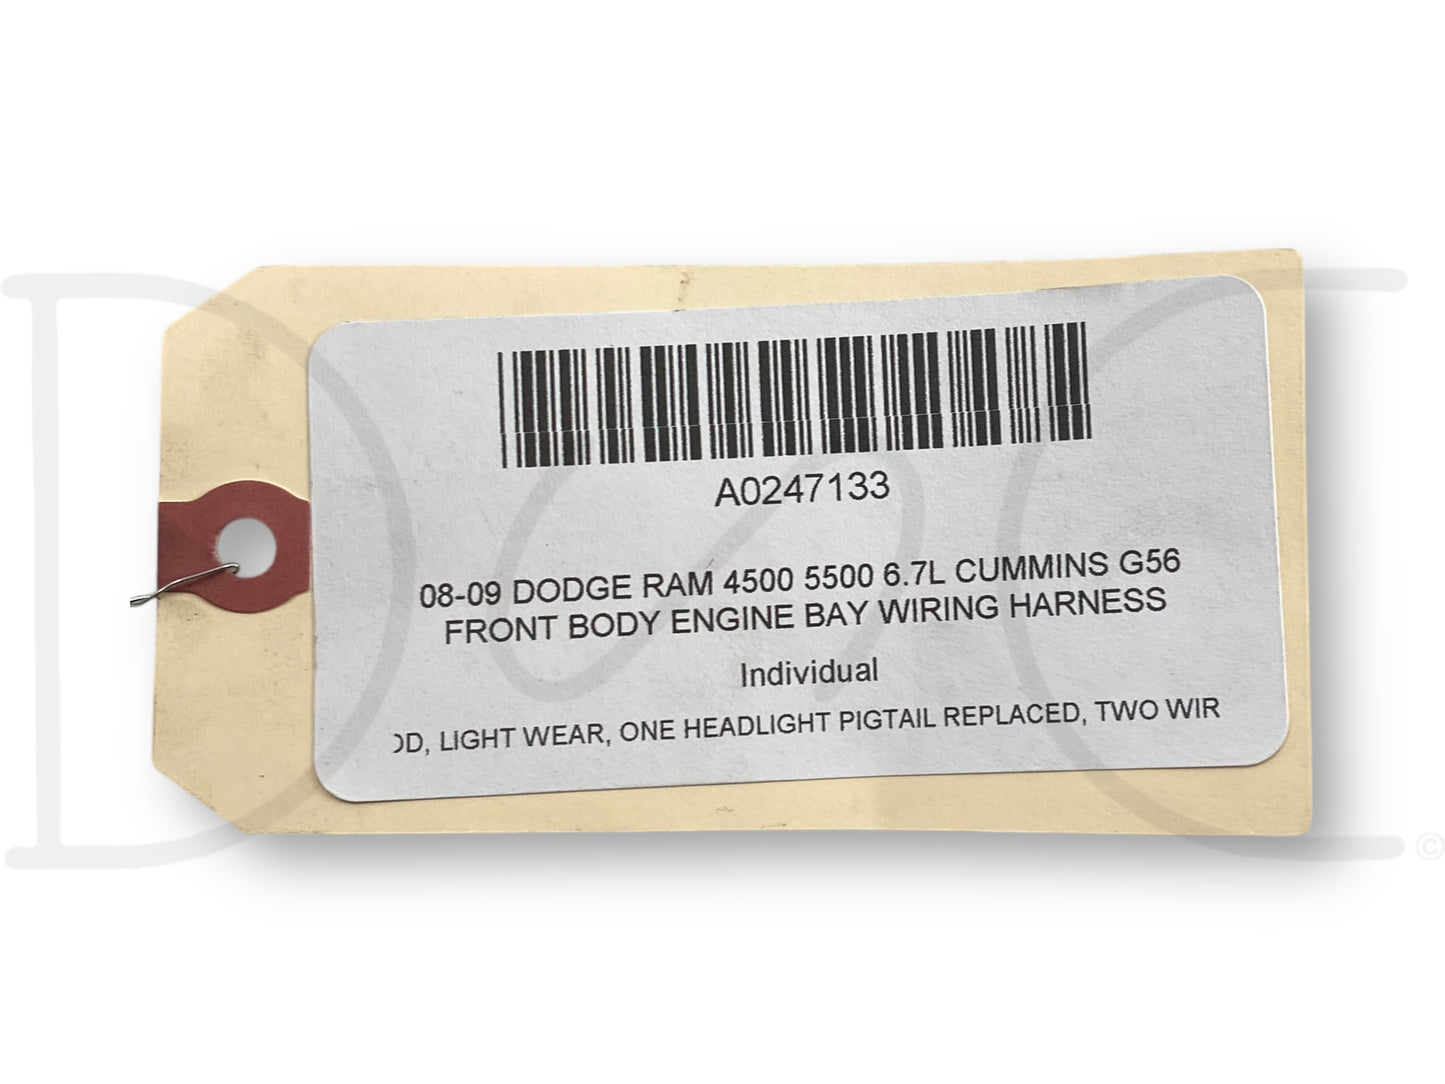 A0247133
08-09 DODGE RAM 4500 5500 6.7L CUMMINS G56
FRONT BODY ENGINE BAY WIRING HARNESS
Individual
D, LIGHT WEAR, ONE HEADLIGHT PIGTAIL REPLACED, TWO WIR